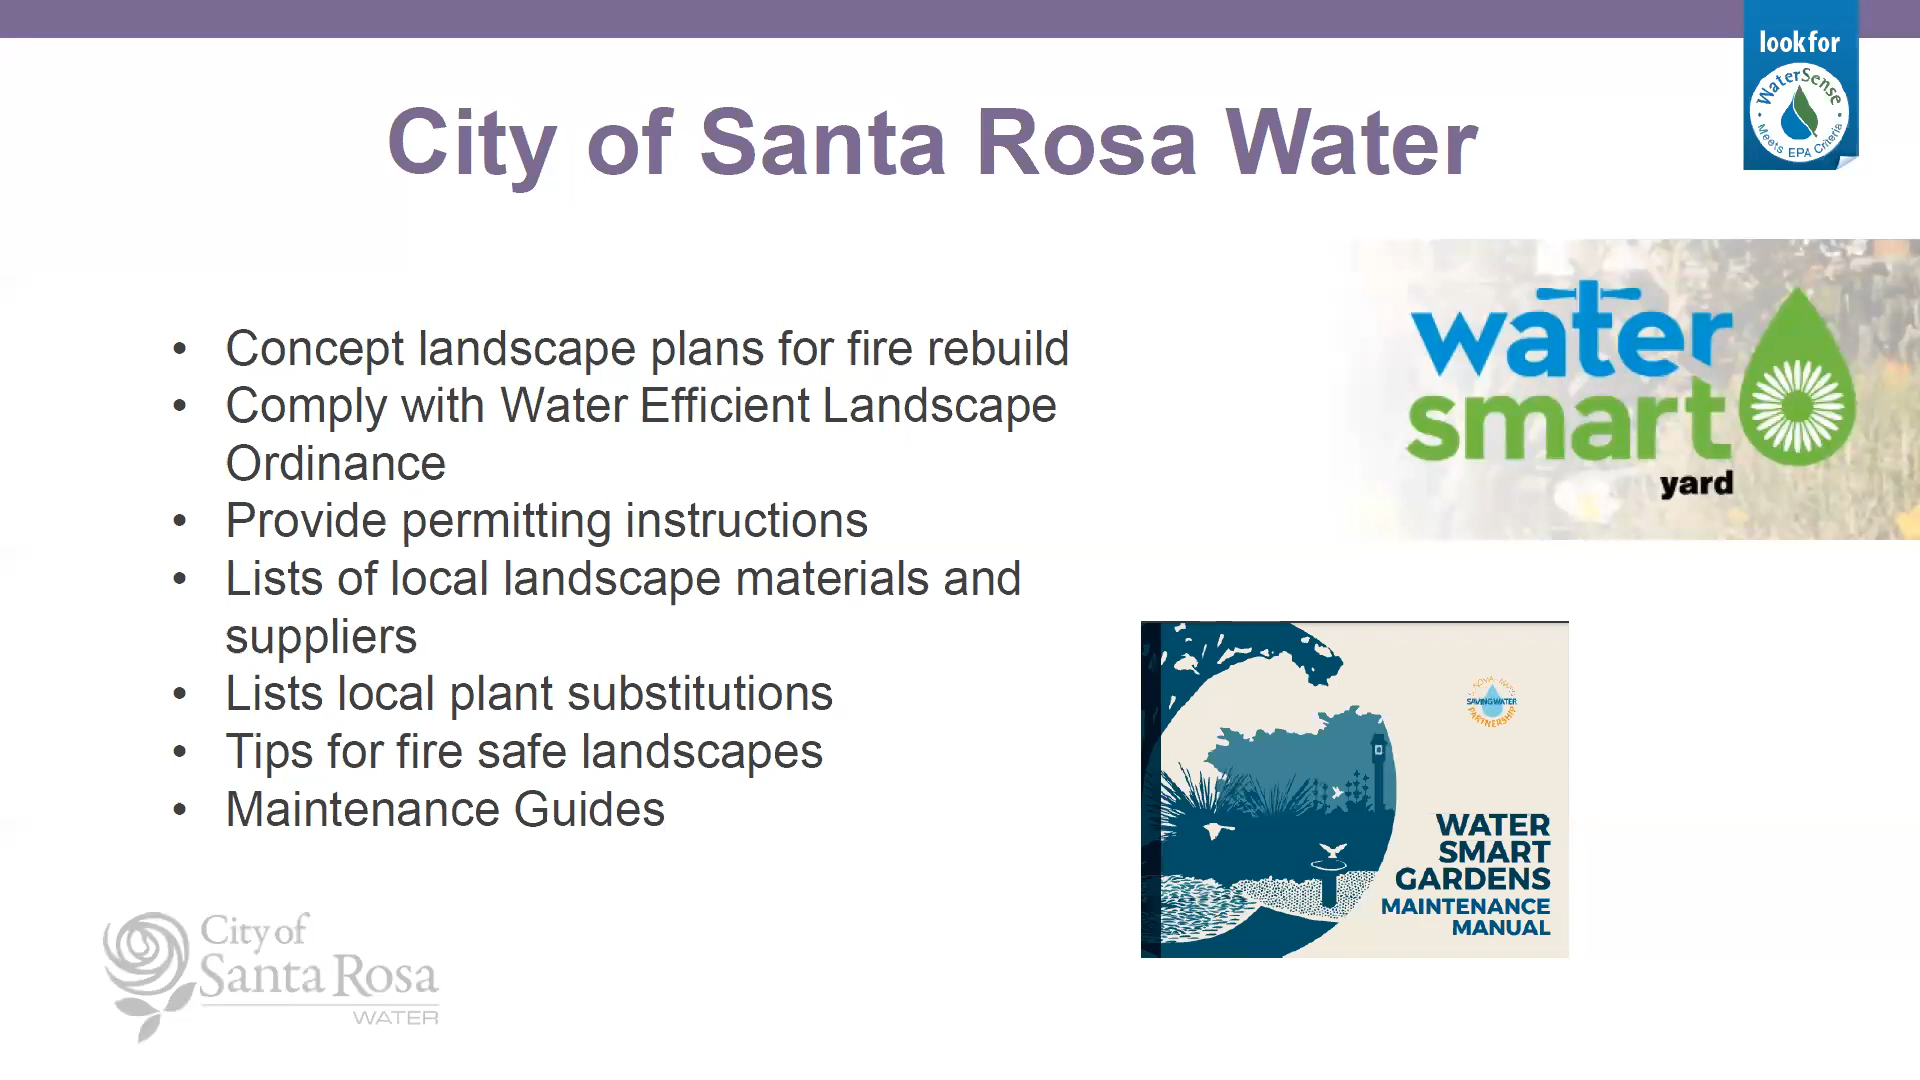 look for
WaterSense
Meets EPA Criteria
City of Santa Rosa Water
• Concept landscape plans for fire rebuild
• Comply with Water Efficient Landscape
Ordinance
• Provide permitting instructions
• Lists of local landscape materials and
suppliers
• Lists local plant substitutions
• Tips for fire safe landscapes
• Maintenance Guides
water
smart
yard
SAVING WATER
PARTNERSHIP
WATER
SMART
GARDENS
MAINTENANCE
MANUAL
City of
Santa Rosa
WATER